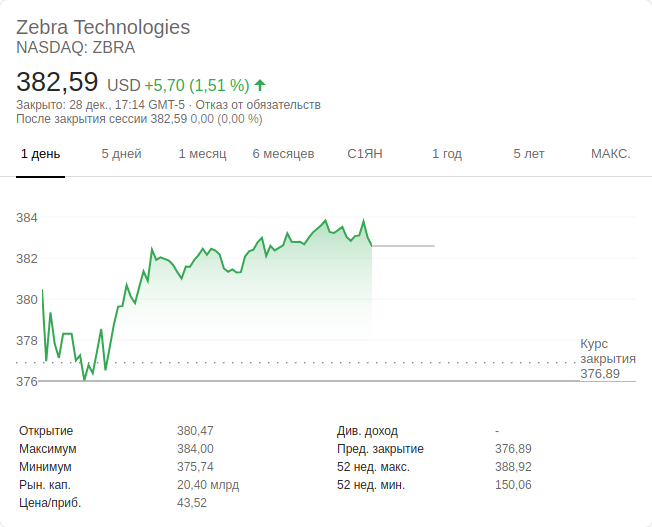 Zebra Technologies
NASDAQ: ZBRA
382,59 USD +5,70 (1,51 %)
Закрыто: 28 дек., 17:14 GMT-5 · Отказ от обязательств
После закрытия сессии 382,59 0,00 (0,00 %)
1 день 5 дней 1 месяц 6 месяцев С1ЯН 1 год 5 лет МАКС.
384
382
380
378
376
Курс
закрытия
376,89
Открытие 380,47 Див. доход -
Максимум 384,00 Пред. закрытие 376,89
Минимум 375,74 52 нед. макс. 388,92
Рын. кап. 20,40 млрд 52 нед. мин. 150,06
Цена/приб. 43,52